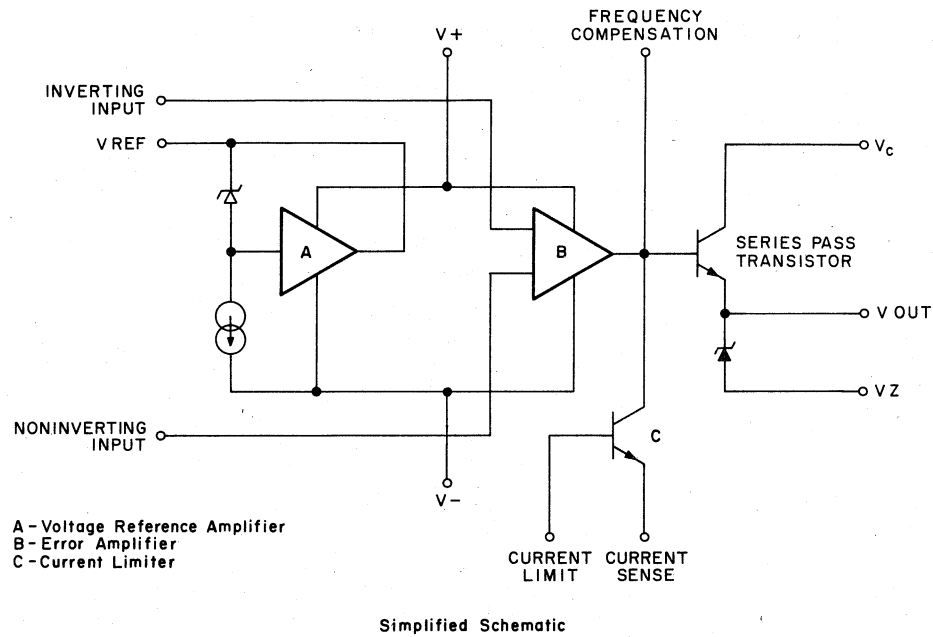 FREQUENCY
COMPENSATION
V+
INVERTING
INPUT
V REF
Vc
A
B
SERIES PASS
TRANSISTOR
V OUT
VZ
NONINVERTING
INPUT
C
V-
A-Voltage Reference Amplifier
B-Error Amplifier
C-Current Limiter
CURRENT
LIMIT
CURRENT
SENSE
Simplified Schematic